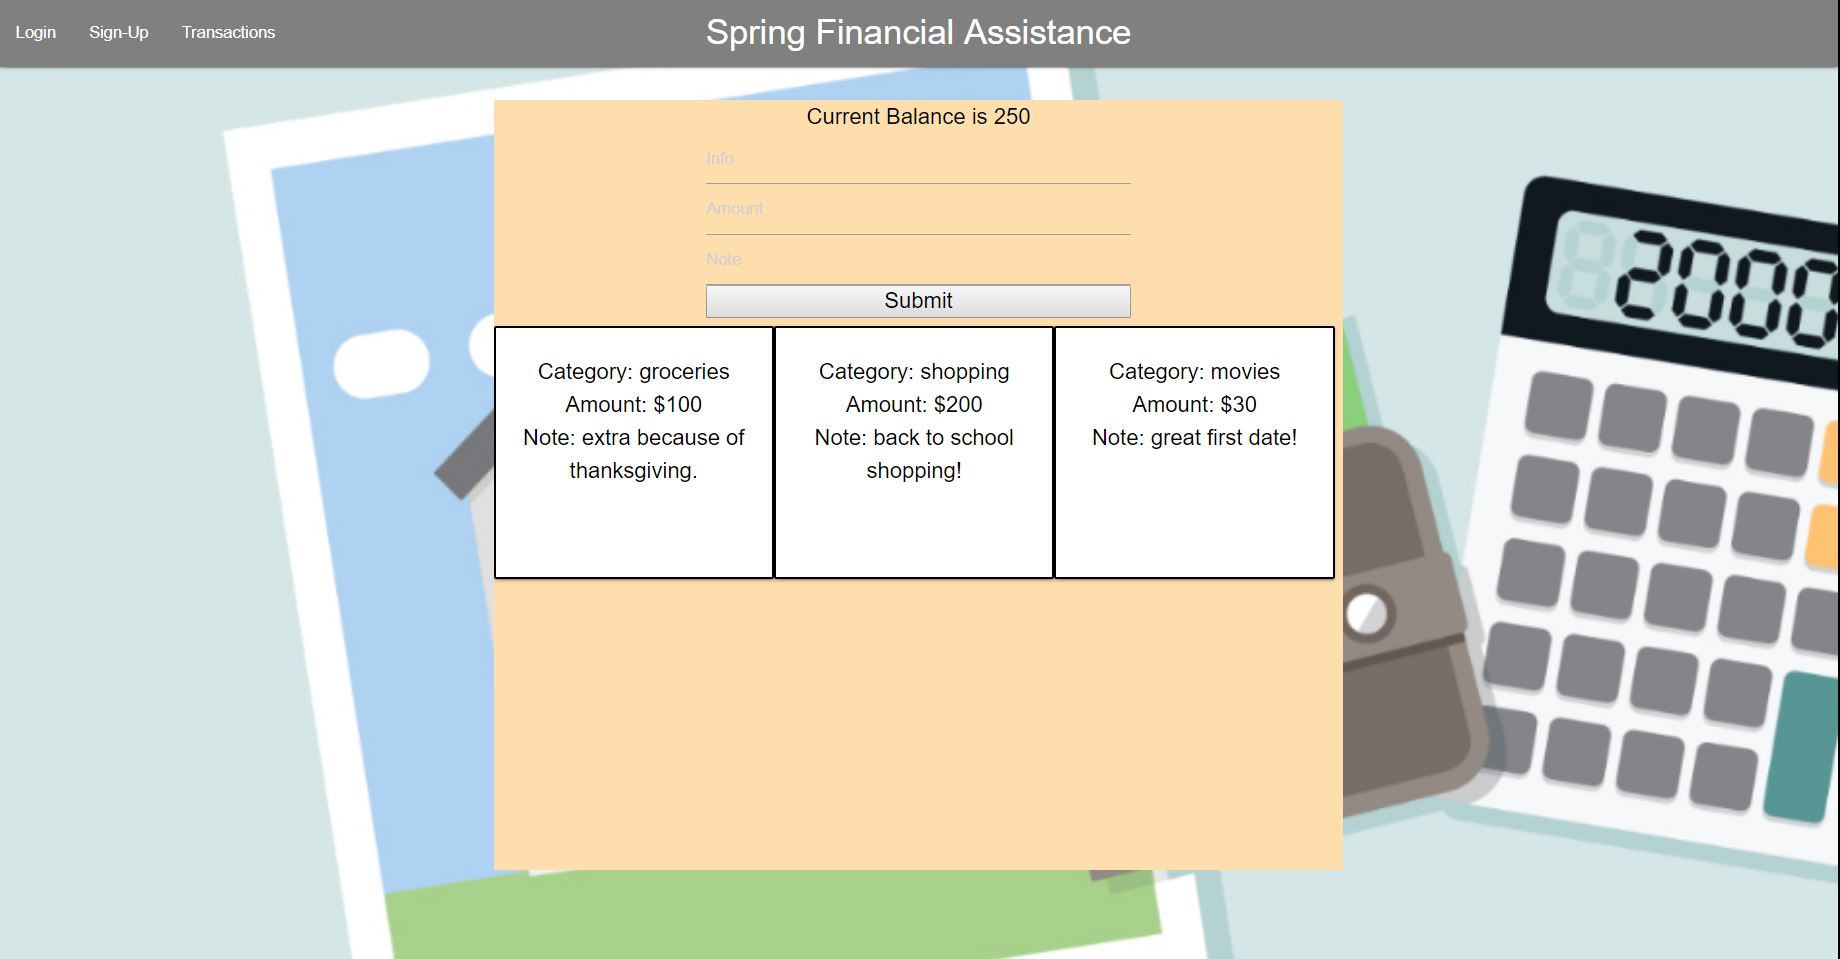 Login Sign-Up Transactions Spring Financial Assistance
Current Balance is 250
Info
Amount
Note
Submit
Category: groceries
Amount: $100
Note: extra because of
thanksgiving.
Category: shopping
Amount: $200
Note: back to school
shopping!
Category: movies
Amount: $30
Note: great first date!
2000